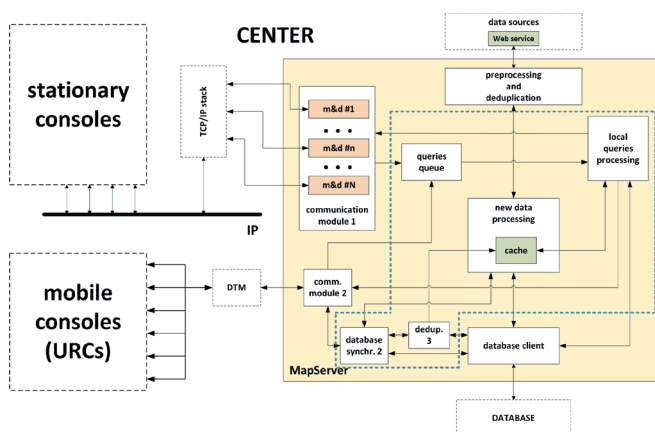 CENTER
data sources
Web service
stationary
consoles
TCP/IP stack
preprocessing
and
deduplication
m&d #1
• • •
m&d #n
• • •
m&d #N
communication
module 1
queries
queue
local
queries
processing
new data
processing
cache
IP
mobile
consoles
(URCs)
DTM
comm.
module 2
database
synchr. 2
dedup.
3
database client
MapServer
DATABASE